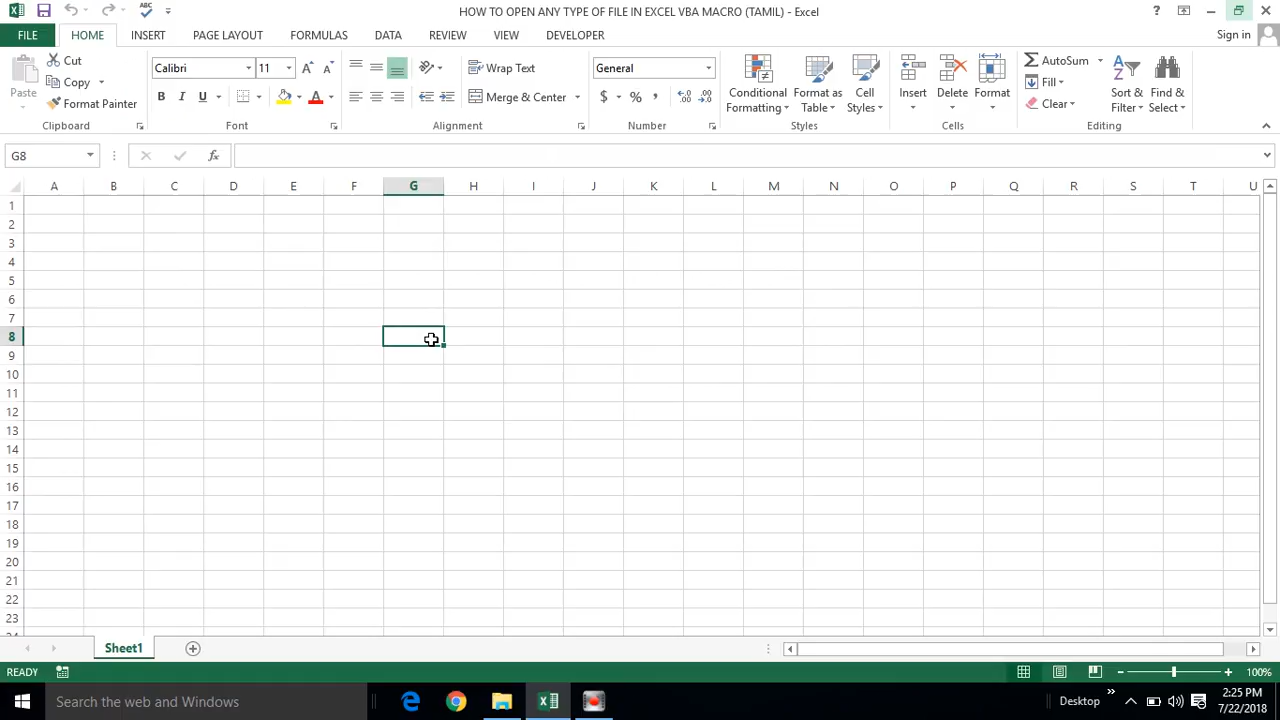 HOW TO OPEN ANY TYPE OF FILE IN EXCEL VBA MACRO (TAMIL) - Excel
FILE HOME INSERT PAGE LAYOUT FORMULAS DATA REVIEW VIEW DEVELOPER Sign in
Paste
Cut
Copy
Format Painter
Clipboard
Calibri 11
B I U A
Font
Wrap Text
Merge & Center
Alignment
General
$ % ,
Number
Conditional Formatting
Format as Table
Cell Styles
Styles
Insert
Delete
Format
Cells
AutoSum
Fill
Clear
Sort & Filter
Find & Select
Editing
G8 fx
A B C D E F G H I J K L M N O P Q R S T U
1
2
3
4
5
6
7
8
9
10
11
12
13
14
15
16
17
18
19
20
21
22
23
24
Sheet1
READY 100%
Search the web and Windows
Desktop
2:25 PM
7/22/2018